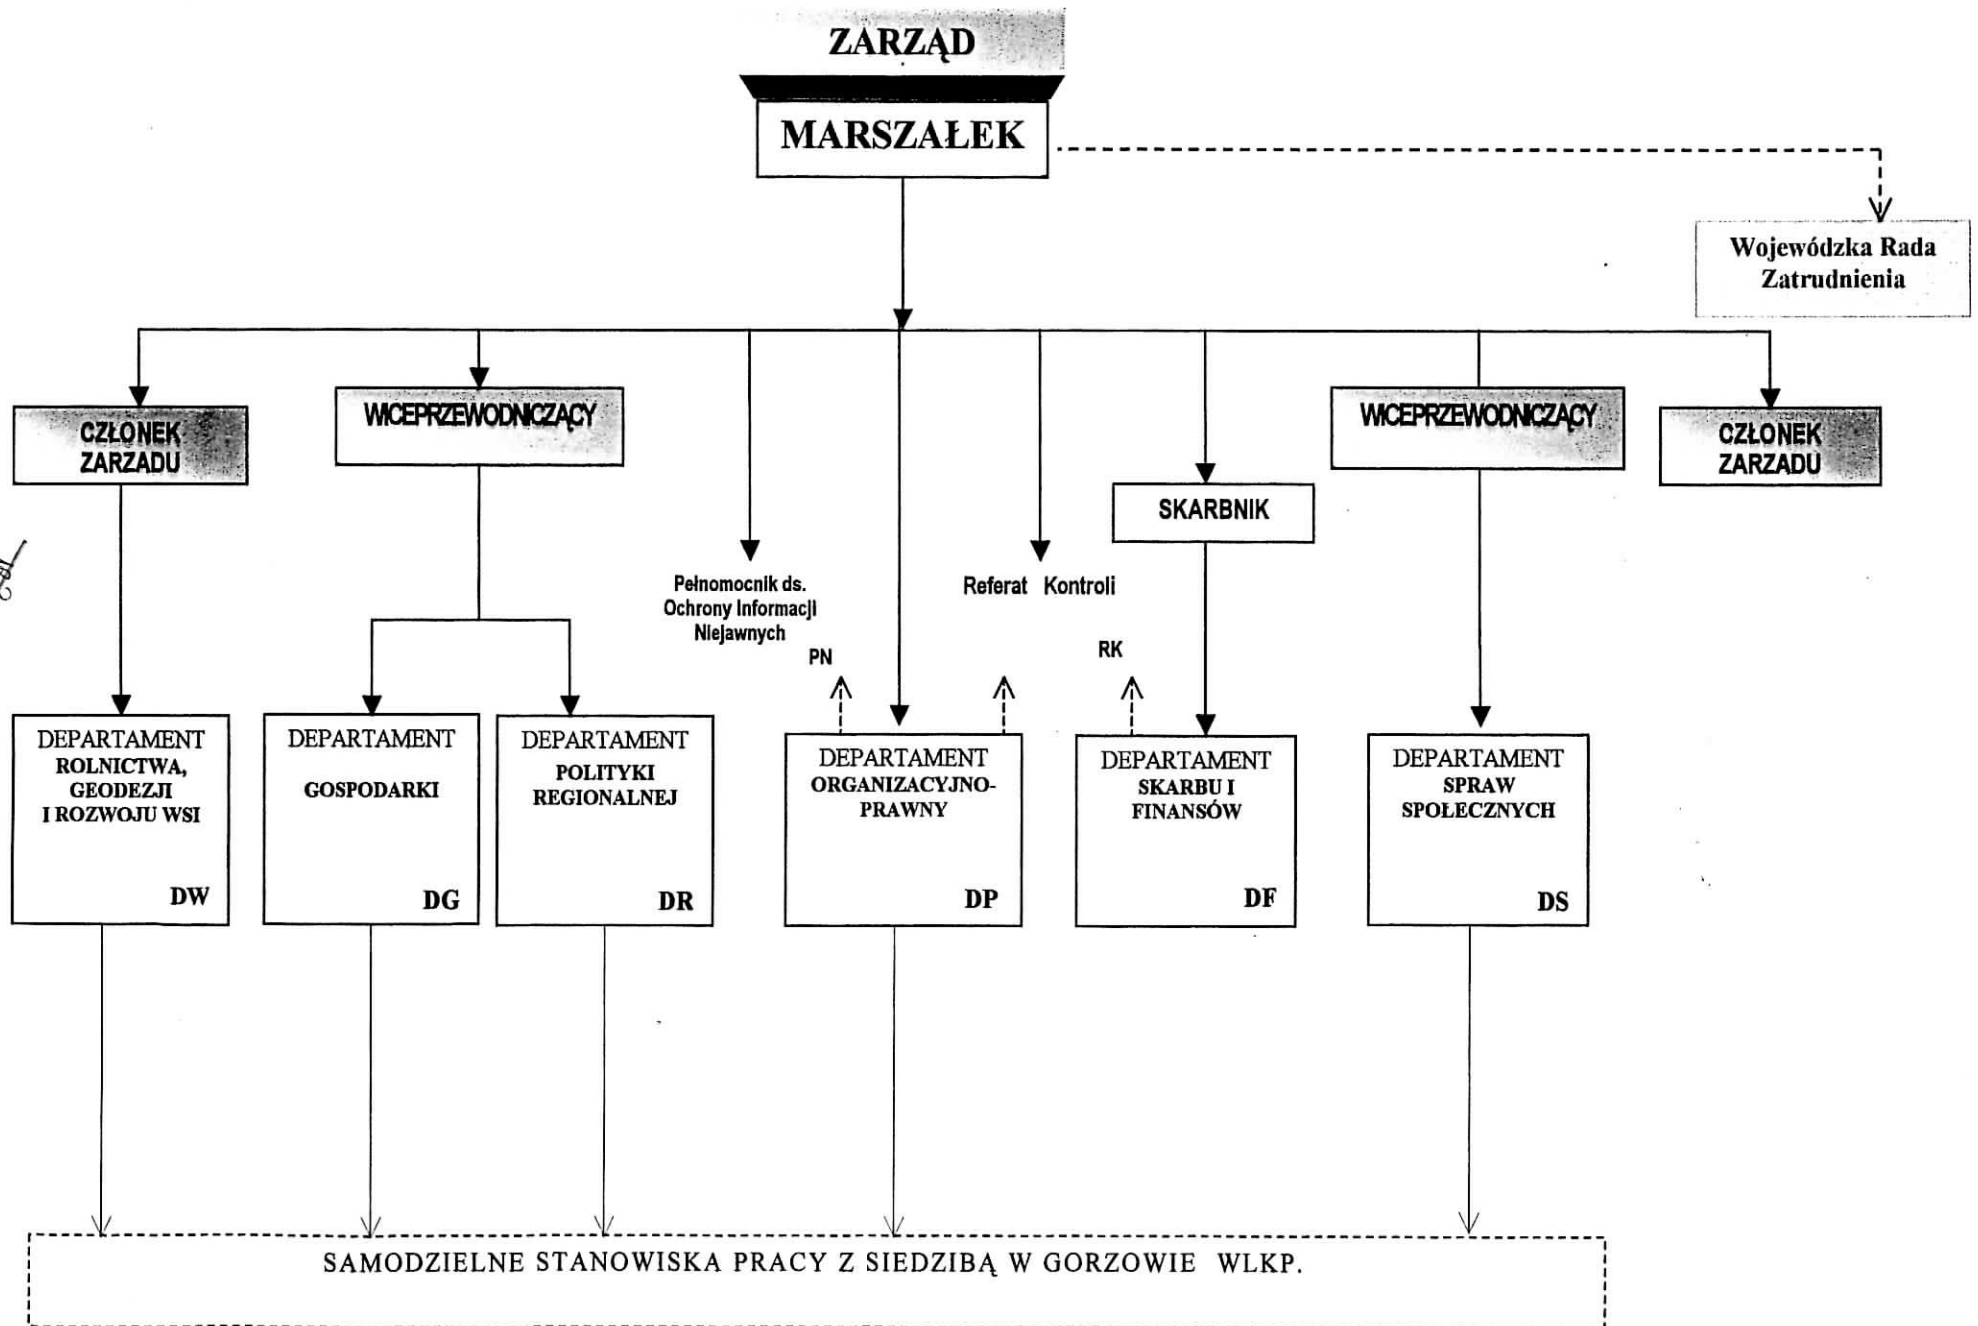 ZARZĄD
MARSZAŁEK
Wojewódzka Rada
Zatrudnienia
CZŁONEK
ZARZADU
WICEPRZEWODNICZĄCY
WICEPRZEWODNICZĄCY
CZŁONEK
ZARZADU
SKARBNIK
Pełnomocnik ds.
Ochrony Informacji
Niejawnych
PN
Referat Kontroli
RK
DEPARTAMENT
ROLNICTWA,
GEODEZJI
I ROZWOJU WSI
DW
DEPARTAMENT
GOSPODARKI
DG
DEPARTAMENT
POLITYKI
REGIONALNEJ
DR
DEPARTAMENT
ORGANIZACYJNO-
PRAWNY
DP
DEPARTAMENT
SKARBU I
FINANSÓW
DF
DEPARTAMENT
SPRAW
SPOŁECZNYCH
DS
SAMODZIELNE STANOWISKA PRACY Z SIEDZIBĄ W GORZOWIE WLKP.